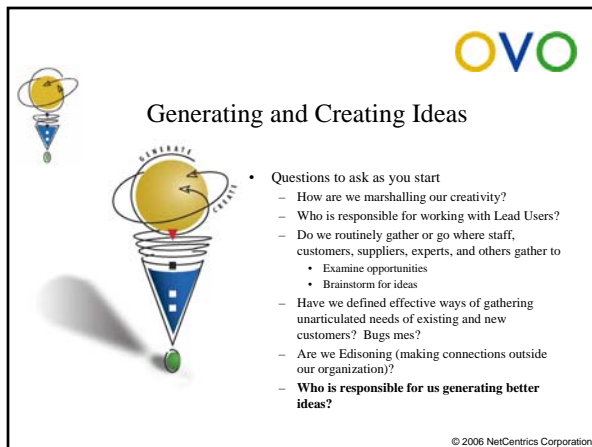 OVO
Generating and Creating Ideas
GENERATE
CREATE
• Questions to ask as you start
– How are we marshalling our creativity?
– Who is responsible for working with Lead Users?
– Do we routinely gather or go where staff,
customers, suppliers, experts, and others gather to
• Examine opportunities
• Brainstorm for ideas
– Have we defined effective ways of gathering
unarticulated needs of existing and new
customers? Bugs mes?
– Are we Edisoning (making connections outside
our organization)?
– Who is responsible for us generating better
ideas?
© 2006 NetCentrics Corporation